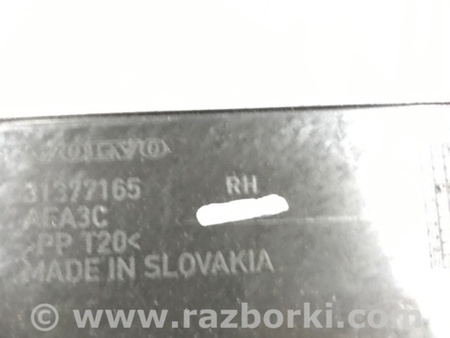 VOLVO
31377165 RH
AEA3C
>PP T20<
MADE IN SLOVAKIA
© www.razborki.com